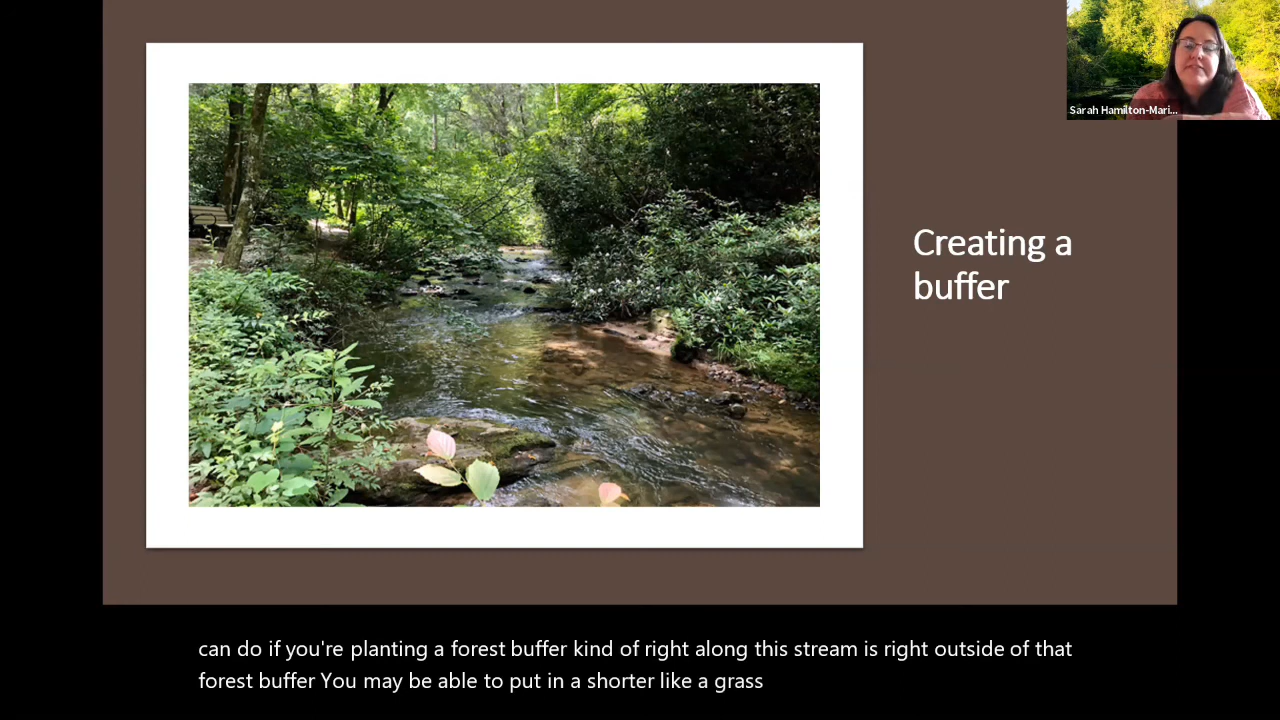 Sarah Hamilton-Mari...
Creating a
buffer
can do if you're planting a forest buffer kind of right along this stream is right outside of that
forest buffer You may be able to put in a shorter like a grass